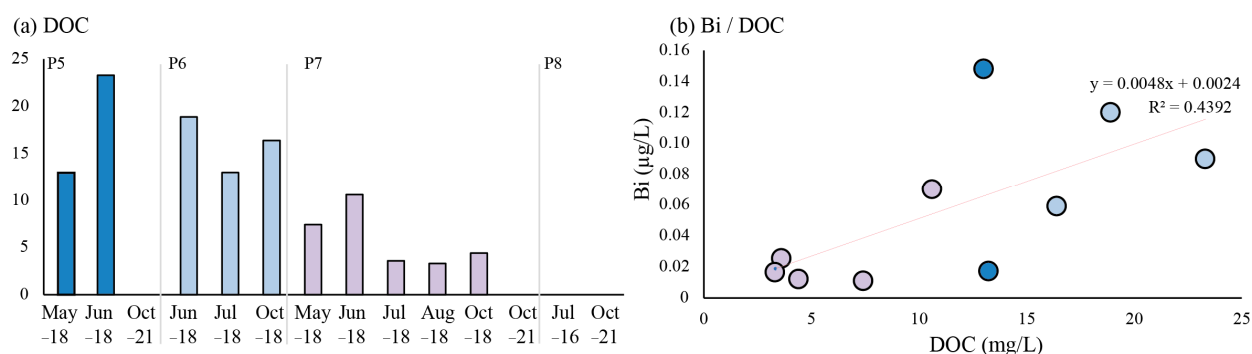 (a) DOC
25
20
15
10
5
0
P5
P6
P7
P8
May Jun Oct Jun Jul Oct May Jun Jul Aug Oct Oct Jul Oct
–18 –18 –21 –18 –18 –18 –18 –18 –18 –18 –18 –21 –16 –21
(b) Bi / DOC
Bi (µg/L)
0.16
0.14
0.12
0.10
0.08
0.06
0.04
0.02
0
y = 0.0048x + 0.0024
R² = 0.4392
0 5 10 15 20 25
DOC (mg/L)